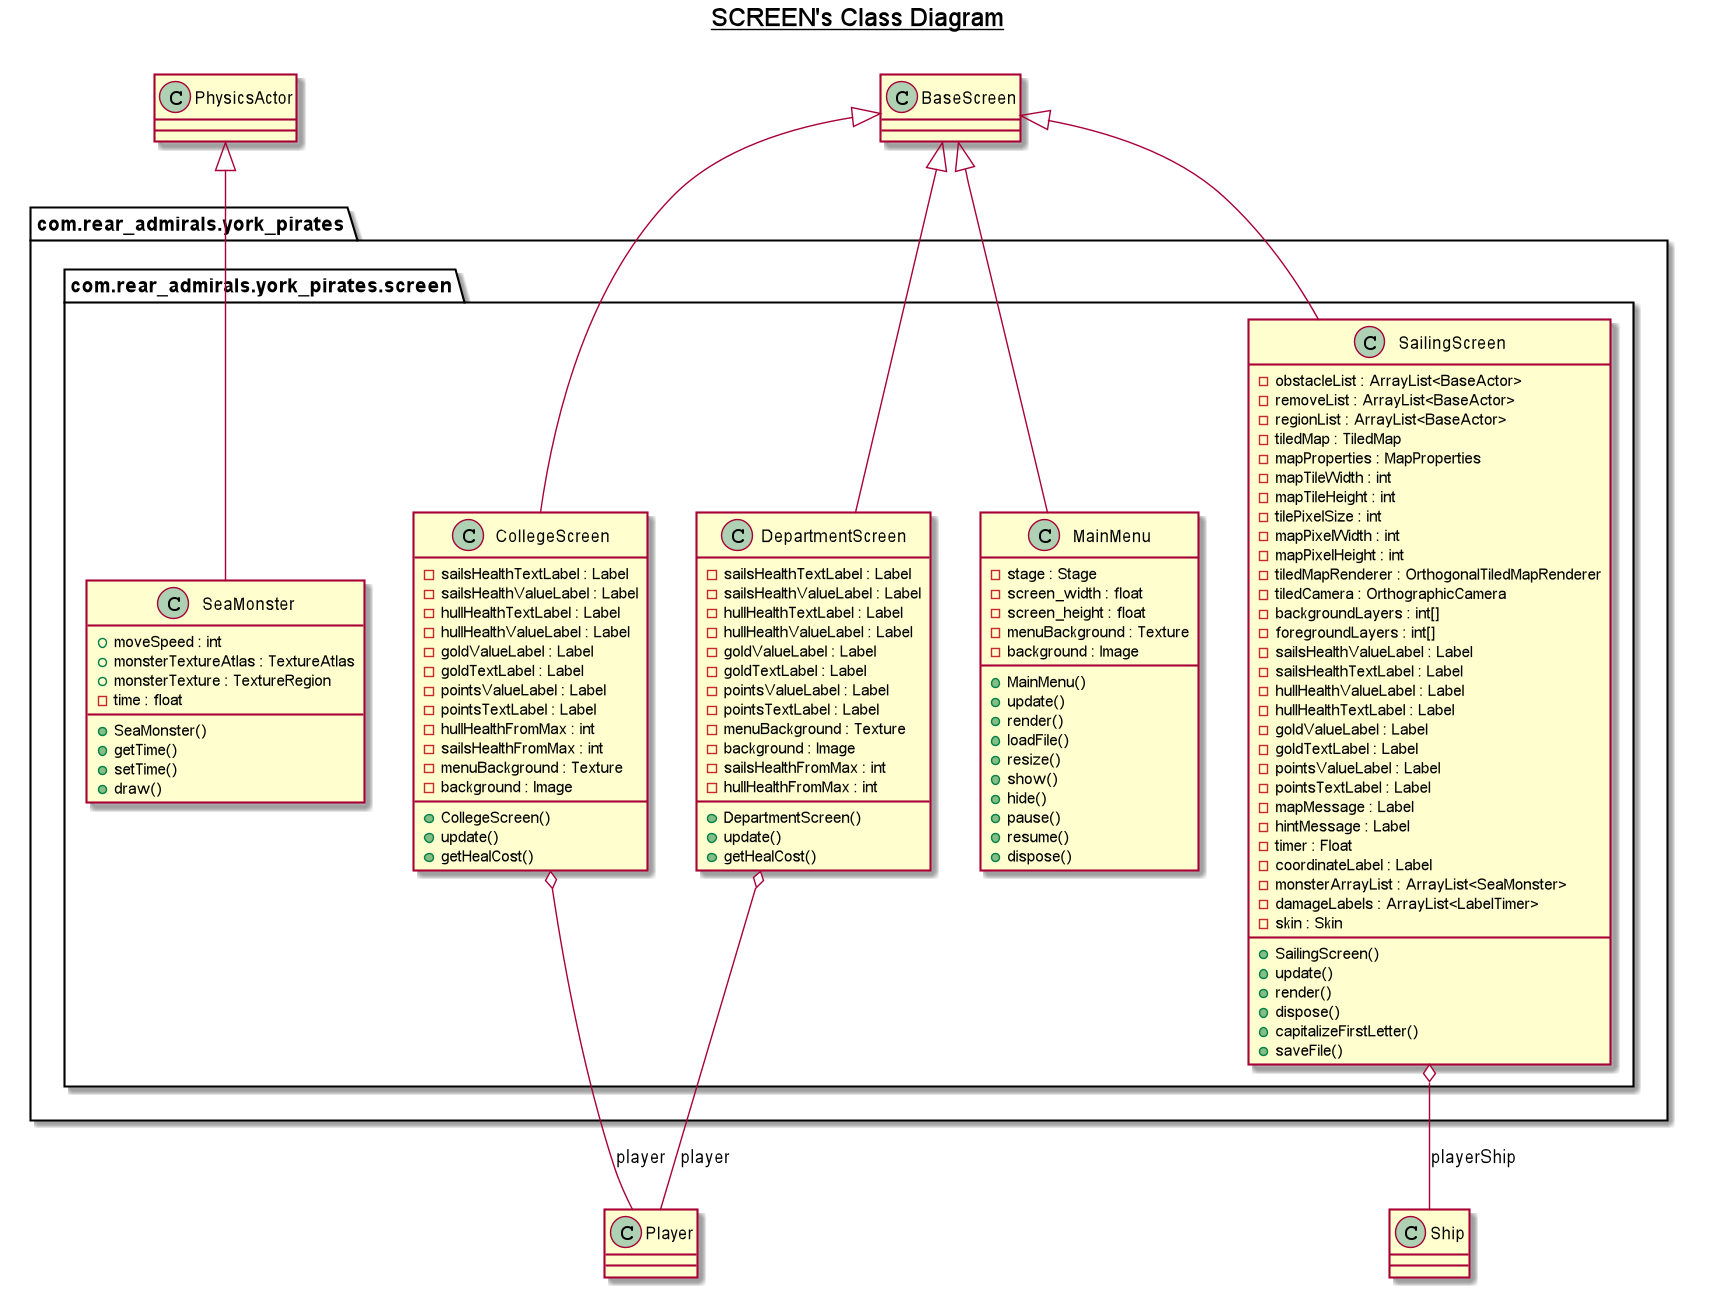 SCREEN's Class Diagram
C PhysicsActor
C BaseScreen
com.rear_admirals.york_pirates
com.rear_admirals.york_pirates.screen
C SeaMonster
moveSpeed : int
monsterTextureAtlas : TextureAtlas
monsterTexture : TextureRegion
time : float
SeaMonster()
getTime()
setTime()
draw()
C CollegeScreen
sailsHealthTextLabel : Label
sailsHealthValueLabel : Label
hullHealthTextLabel : Label
hullHealthValueLabel : Label
goldValueLabel : Label
goldTextLabel : Label
pointsValueLabel : Label
pointsTextLabel : Label
hullHealthFromMax : int
sailsHealthFromMax : int
menuBackground : Texture
background : Image
CollegeScreen()
update()
getHealCost()
C DepartmentScreen
sailsHealthTextLabel : Label
sailsHealthValueLabel : Label
hullHealthTextLabel : Label
hullHealthValueLabel : Label
goldValueLabel : Label
goldTextLabel : Label
pointsValueLabel : Label
pointsTextLabel : Label
menuBackground : Texture
background : Image
sailsHealthFromMax : int
hullHealthFromMax : int
DepartmentScreen()
update()
getHealCost()
C MainMenu
stage : Stage
screen_width : float
screen_height : float
menuBackground : Texture
background : Image
MainMenu()
update()
render()
loadFile()
resize()
show()
hide()
pause()
resume()
dispose()
C SailingScreen
obstacleList : ArrayList<BaseActor>
removeList : ArrayList<BaseActor>
regionList : ArrayList<BaseActor>
tiledMap : TiledMap
mapProperties : MapProperties
mapTileWidth : int
mapTileHeight : int
tilePixelSize : int
mapPixelWidth : int
mapPixelHeight : int
tiledMapRenderer : OrthogonalTiledMapRenderer
tiledCamera : OrthographicCamera
backgroundLayers : int[]
foregroundLayers : int[]
sailsHealthValueLabel : Label
sailsHealthTextLabel : Label
hullHealthValueLabel : Label
hullHealthTextLabel : Label
goldValueLabel : Label
goldTextLabel : Label
pointsValueLabel : Label
pointsTextLabel : Label
mapMessage : Label
hintMessage : Label
timer : Float
coordinateLabel : Label
monsterArrayList : ArrayList<SeaMonster>
damageLabels : ArrayList<LabelTimer>
skin : Skin
SailingScreen()
update()
render()
dispose()
capitalizeFirstLetter()
saveFile()
player
player
playerShip
C Player
C Ship